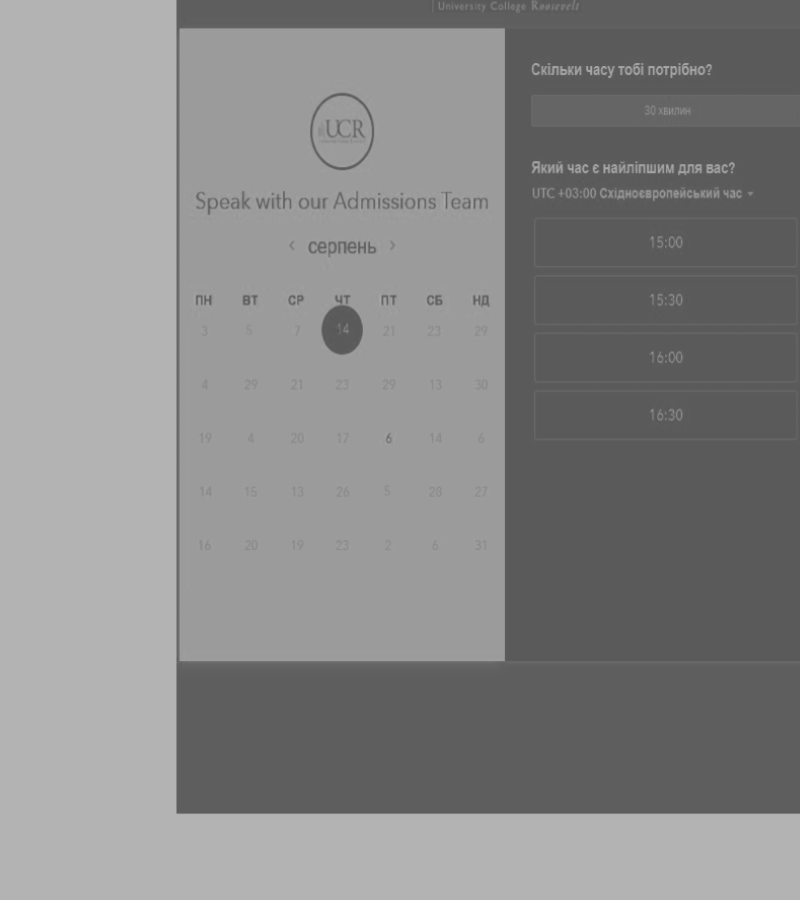 University College Roosevelt
UCR
Speak with our Admissions Team
< серпень >
ПН ВТ СР ЧТ ПТ СБ НД
3 5 7 14 21 23 29
4 29 21 23 29 13 30
19 4 20 17 6 14 6
14 15 13 26 5 28 27
16 20 19 23 2 6 31
Скільки часу тобі потрібно?
30 хвилин
Який час є найліпшим для вас?
UTC +03:00 Східноєвропейський час
15:00
15:30
16:00
16:30